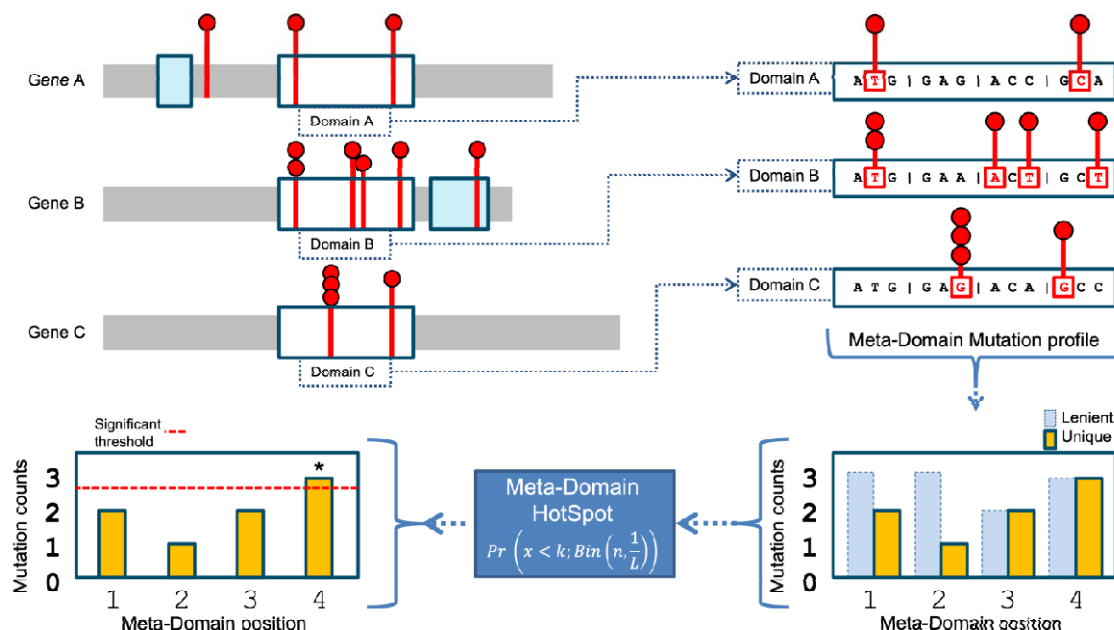 Gene A
Domain A
Domain A
A T G | G A G | A C C | G C A
Gene B
Domain B
Domain B
A T G | G A A | A C T | G C T
Gene C
Domain C
Domain C
A T G | G A G | A C A | G C C
Meta-Domain Mutation profile
Significant
threshold
Mutation counts
3
2
1
0
*
1 2 3 4
Meta-Domain position
Meta-Domain
HotSpot
Pr (x < k; Bin(n, 1/L))
Lenient
Unique
Mutation counts
3
2
1
0
1 2 3 4
Meta-Domain position